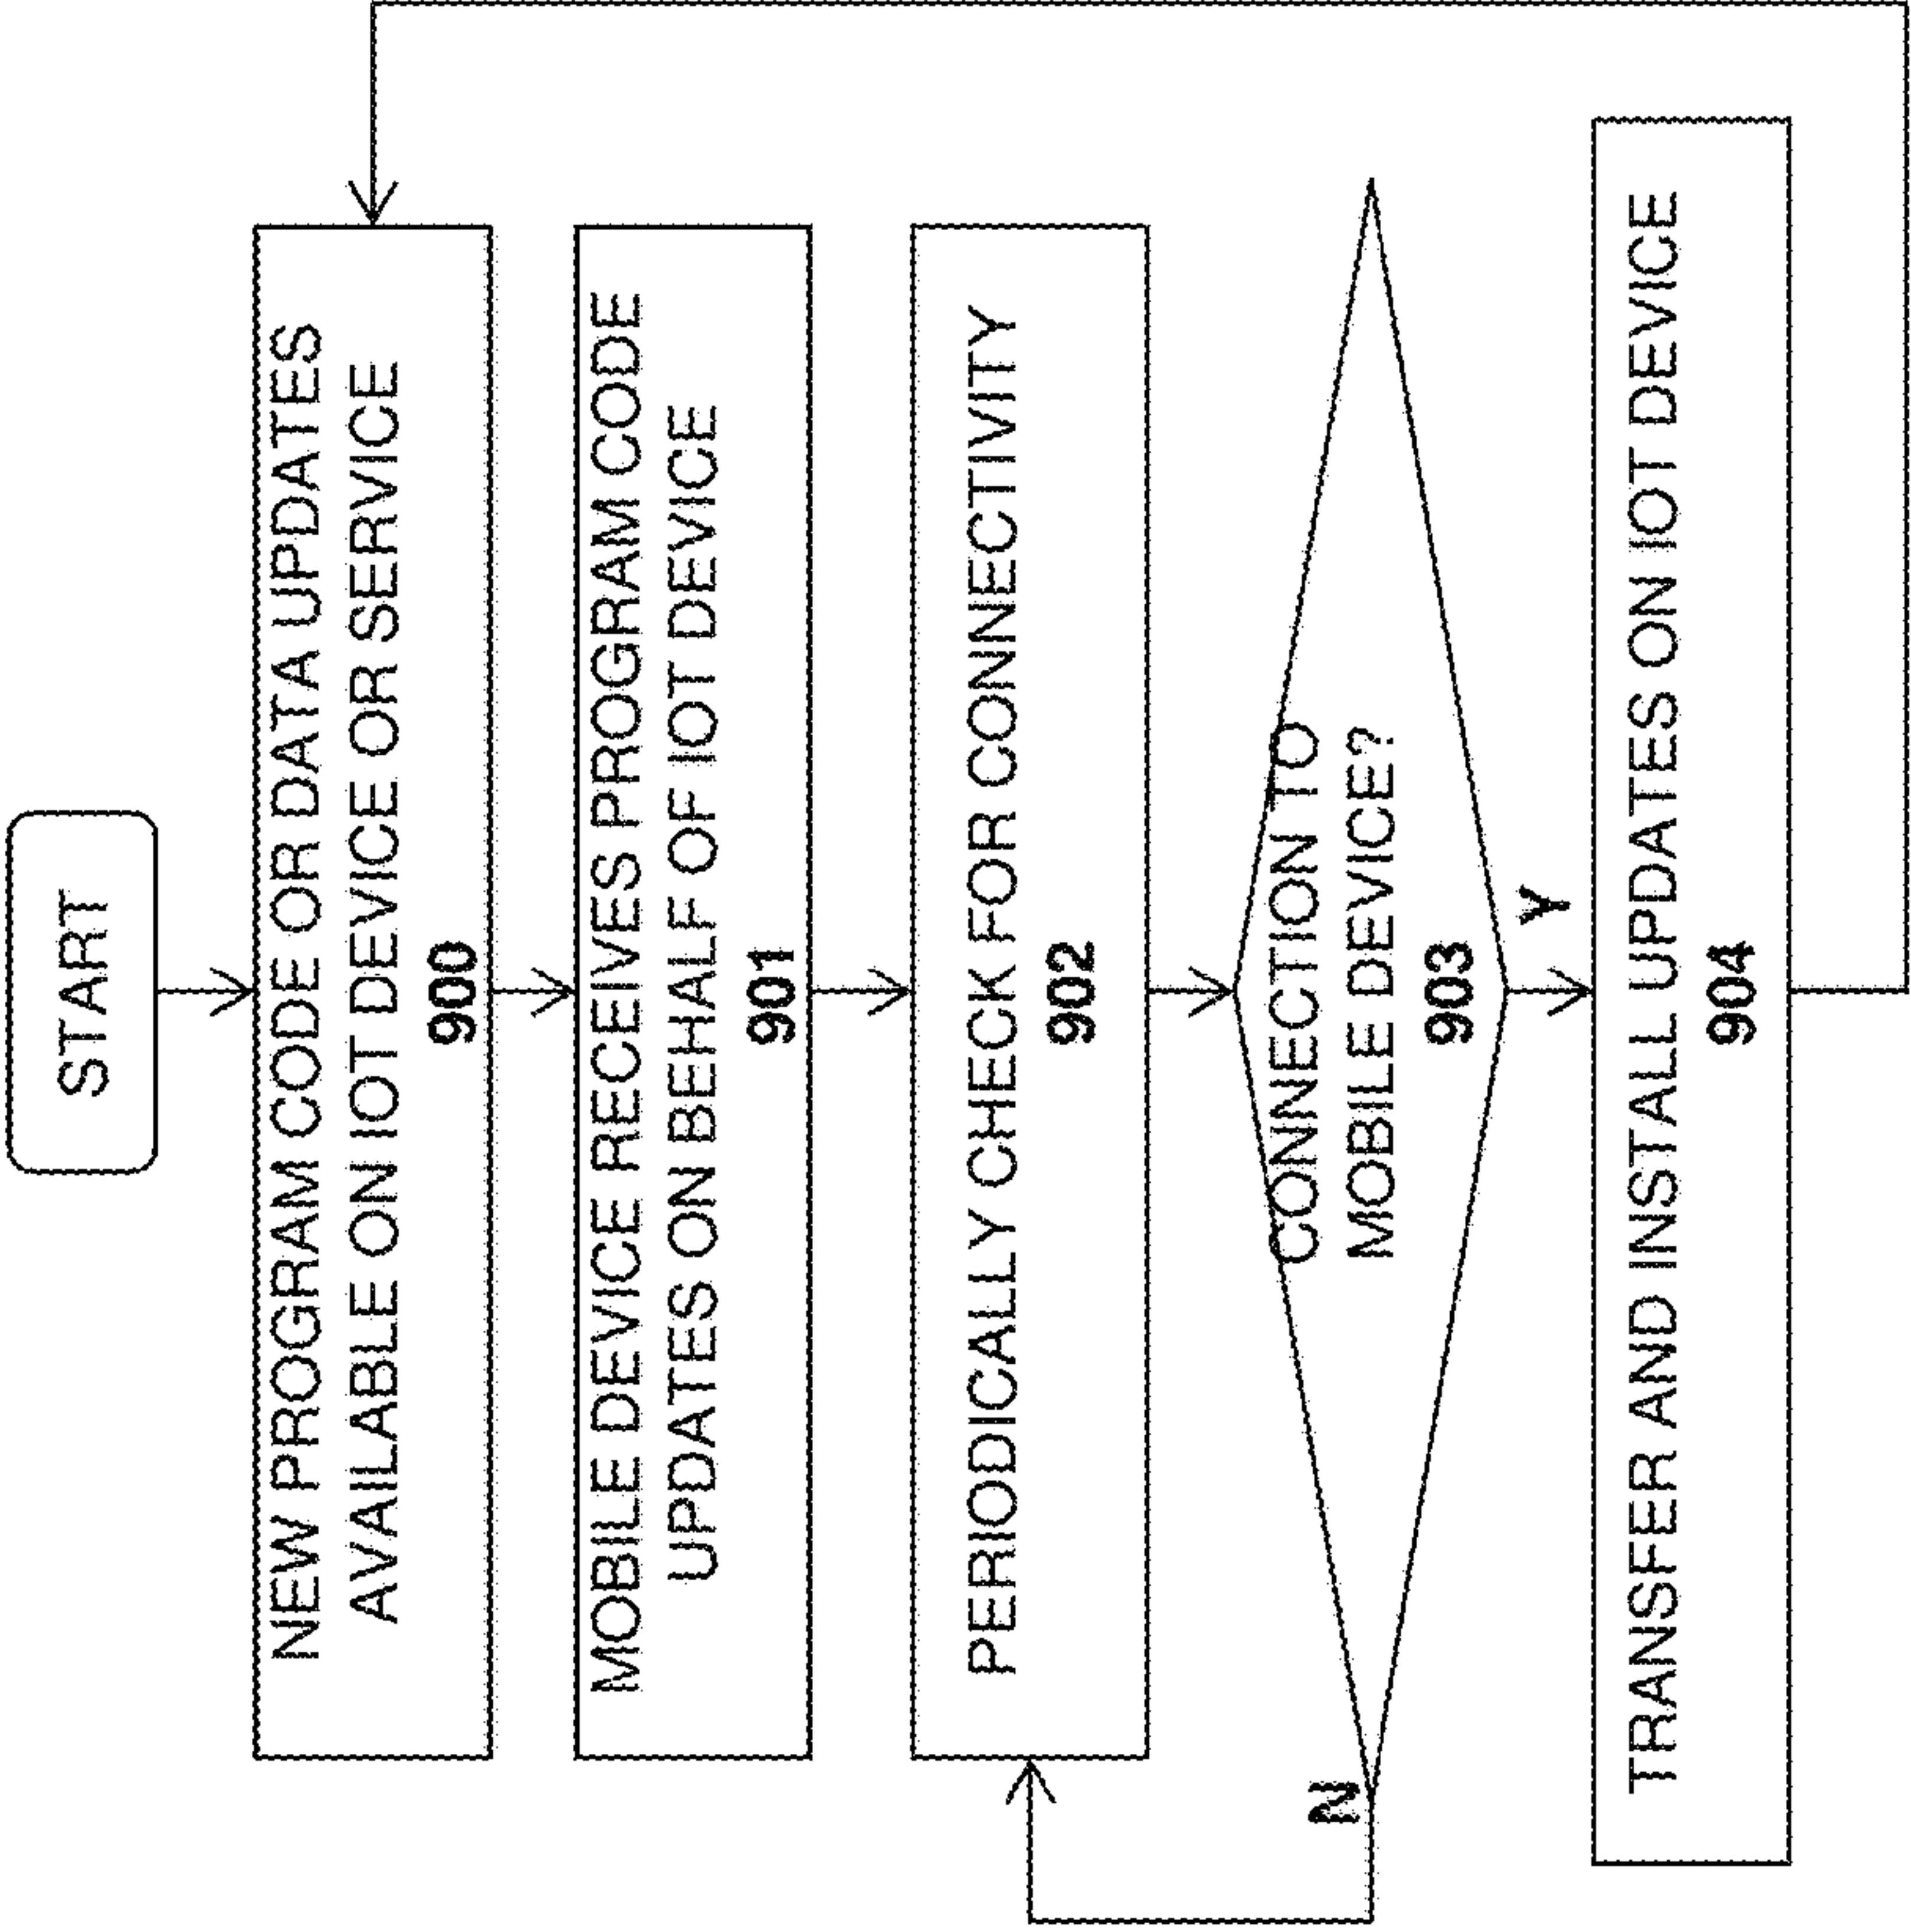 START
NEW PROGRAM CODE OR DATA UPDATES
AVAILABLE ON IOT DEVICE OR SERVICE
900
MOBILE DEVICE RECEIVES PROGRAM CODE
UPDATES ON BEHALF OF IOT DEVICE
901
PERIODICALLY CHECK FOR CONNECTIVITY
902
CONNECTION TO
MOBILE DEVICE?
903
N
Y
TRANSFER AND INSTALL UPDATES ON IOT DEVICE
904